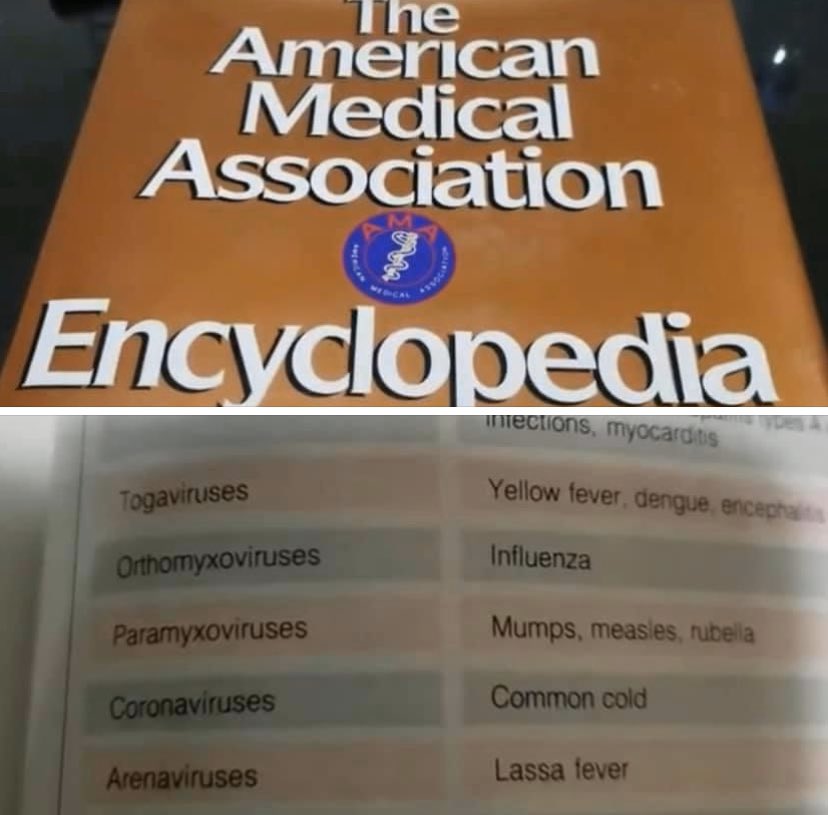 The
American
Medical
Association
AMA
AMERICAN MEDICAL ASSOCIATION
Encyclopedia
infections, myocarditis
Togaviruses Yellow fever, dengue, encephalitis
Orthomyxoviruses Influenza
Paramyxoviruses Mumps, measles, rubella
Coronaviruses Common cold
Arenaviruses Lassa fever